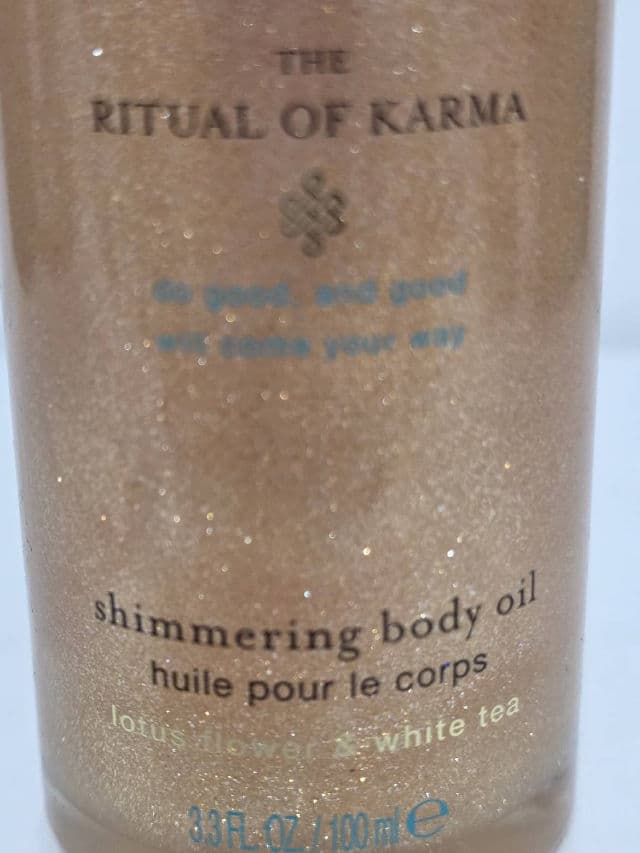 THE
RITUAL OF KARMA
do good, and good
will come your way
shimmering body oil
huile pour le corps
lotus flower & white tea
3.3 FL. OZ. / 100 ml e